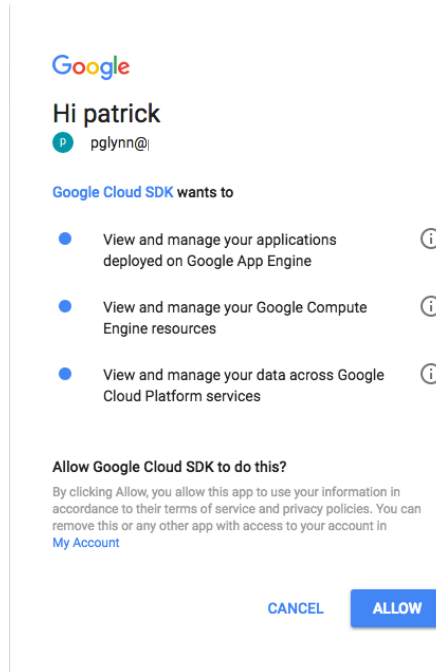 Google
Hi patrick
P
pglynn@
Google Cloud SDK wants to
View and manage your applications
deployed on Google App Engine
View and manage your Google Compute
Engine resources
View and manage your data across Google
Cloud Platform services
Allow Google Cloud SDK to do this?
By clicking Allow, you allow this app to use your information in
accordance to their terms of service and privacy policies. You can
remove this or any other app with access to your account in
My Account
CANCEL ALLOW